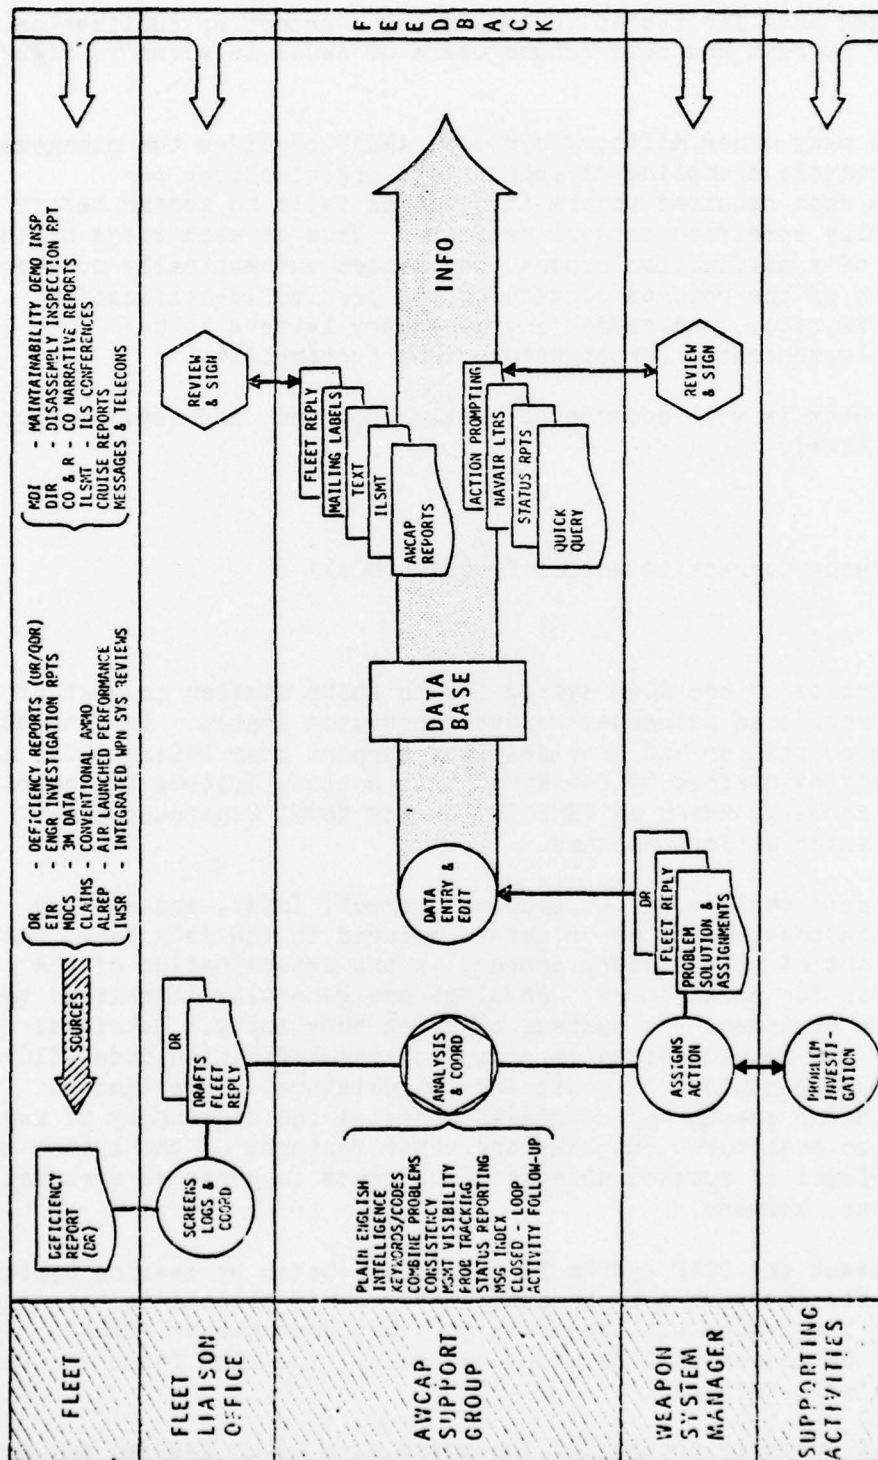 FLEET
DEFICIENCY
REPORT
(DR)
SOURCES
DR - DEFICIENCY REPORTS (UR/QDR)
EIR - ENGR INVESTIGATION RPTS
MDCS - 3M DATA
CLAIMS - CONVENTIONAL AMMO
ALREP - AIR LAUNCHED PERFORMANCE
IWSR - INTEGRATED WPN SYS REVIEWS
MDI - MAINTAINABILITY DEMO INSP
DIR - DISASSEMBLY INSPECTION RPT
CO & R - CO NARRATIVE REPORTS
ILSMT - ILS CONFERENCES
CRUISE REPORTS
MESSAGES & TELECONS
FLEET
LIAISON
OFFICE
SCREENS
LOGS &
COORD
DR
DRAFTS
FLEET
REPLY
REVIEW
& SIGN
AWCAP
SUPPORT
GROUP
PLAIN ENGLISH
INTELLIGENCE
KEYWORDS/CODES
COMBINE PROBLEMS
CONSISTENCY
MGMT VISIBILITY
PROB TRACKING
STATUS REPORTING
MSG INDEX
CLOSED - LOOP
ACTIVITY FOLLOW-UP
ANALYSIS
& COORD
DATA
ENTRY &
EDIT
DATA
BASE
FLEET REPLY
MAILING LABELS
TEXT
ILSMT
AWCAP
REPORTS
ACTION PROMPTING
NAVAIR LTRS
STATUS RPTS
QUICK
QUERY
INFO
FEEDBACK
WEAPON
SYSTEM
MANAGER
ASSIGNS
ACTION
DR
FLEET REPLY
PROBLEM
SOLUTION &
ASSIGNMENTS
REVIEW
& SIGN
SUPPORTING
ACTIVITIES
PROBLEM
INVESTI-
GATION